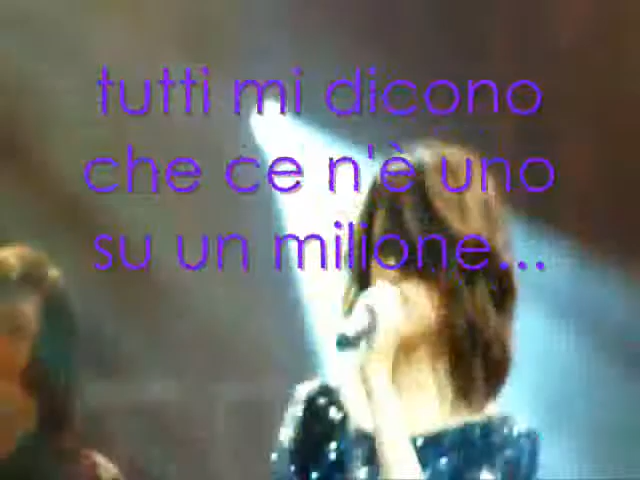 tutti mi dicono
che ce n'è uno
su un milione...